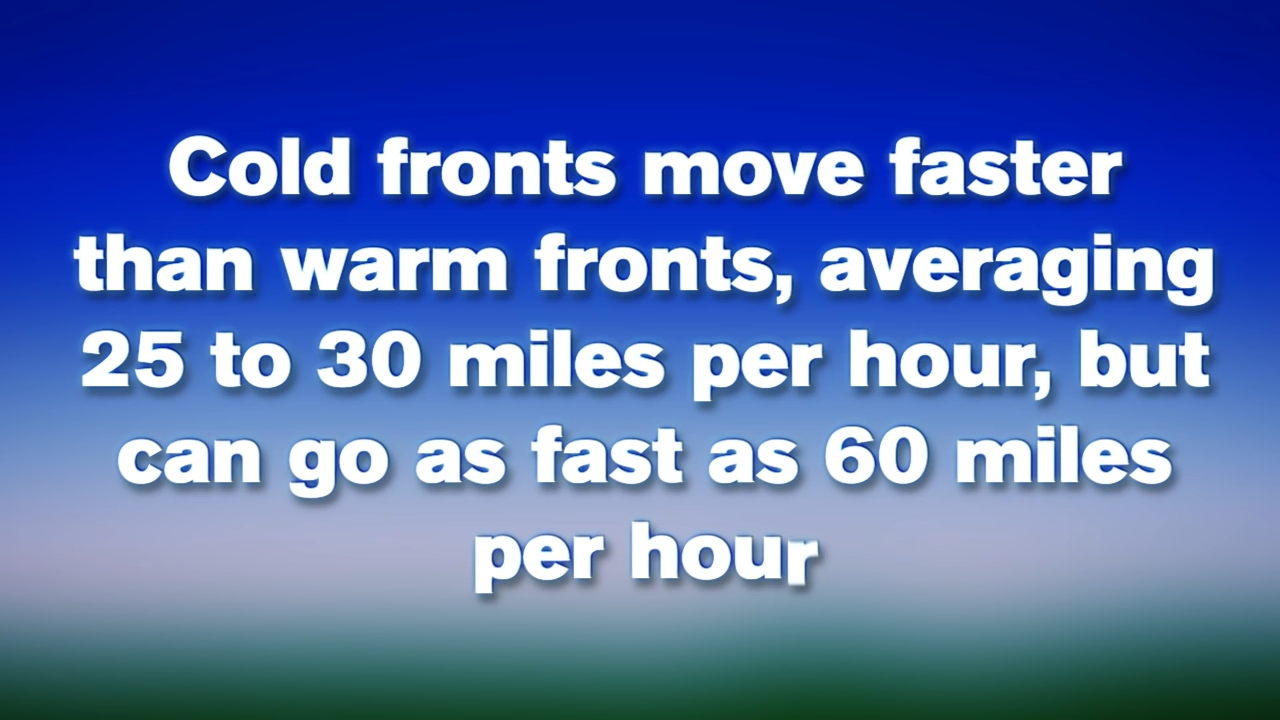 Cold fronts move faster
than warm fronts, averaging
25 to 30 miles per hour, but
can go as fast as 60 miles
per hour